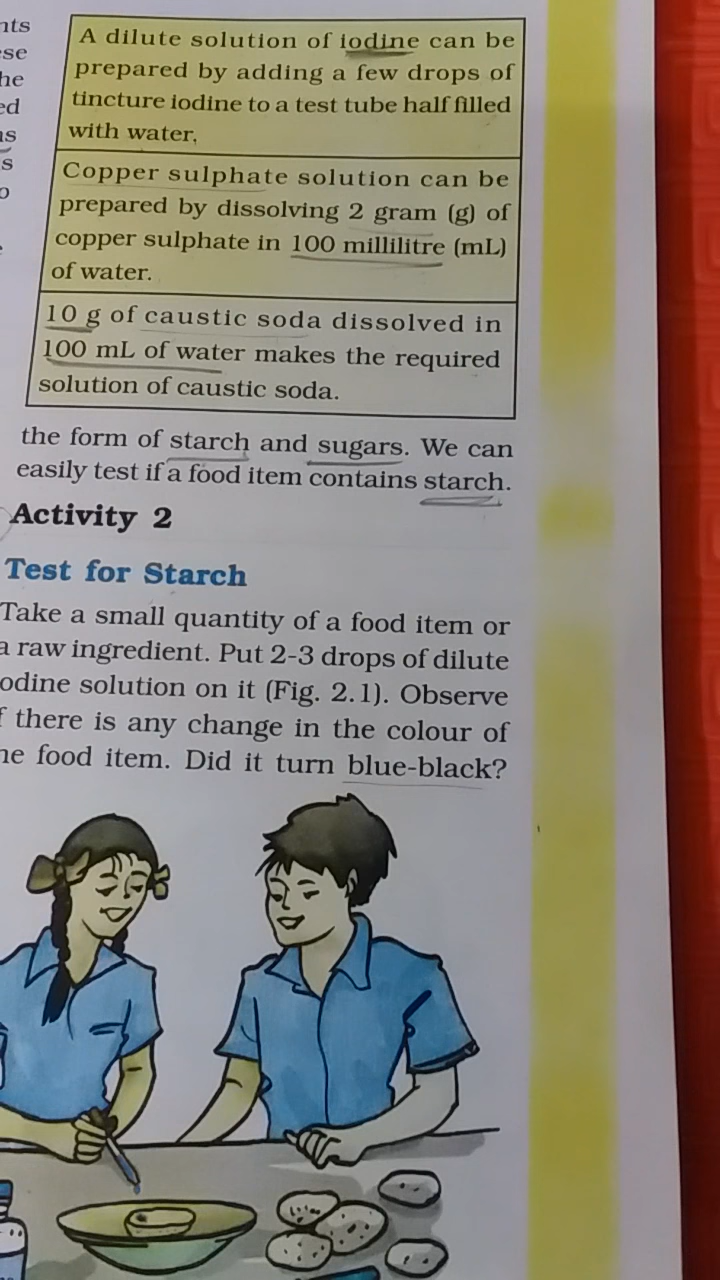 nts
se
he
ed
s
o
A dilute solution of iodine can be
prepared by adding a few drops of
tincture iodine to a test tube half filled
with water.
Copper sulphate solution can be
prepared by dissolving 2 gram (g) of
copper sulphate in 100 millilitre (mL)
of water.
10 g of caustic soda dissolved in
100 mL of water makes the required
solution of caustic soda.
the form of starch and sugars. We can
easily test if a food item contains starch.
Activity 2
Test for Starch
Take a small quantity of a food item or
a raw ingredient. Put 2-3 drops of dilute
odine solution on it (Fig. 2.1). Observe
f there is any change in the colour of
he food item. Did it turn blue-black?